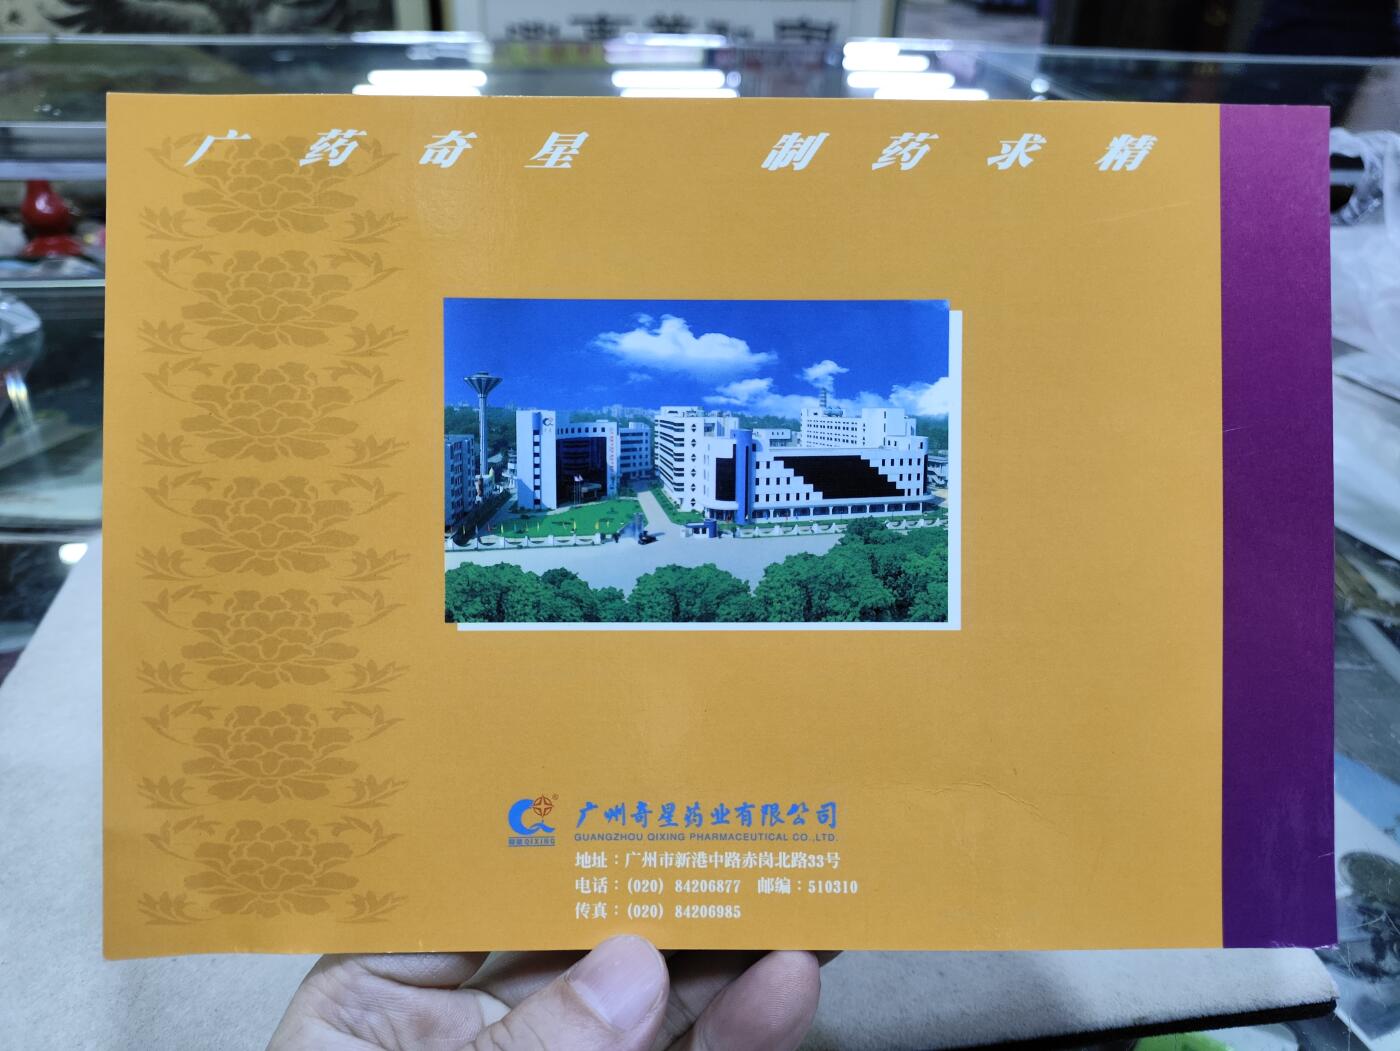 广药奇星 制药求精
广州奇星药业有限公司
GUANGZHOU QIXING PHARMACEUTICAL CO.,LTD.
QIXING
地址：广州市新港中路赤岗北路33号
电话：(020) 84206877 邮编：510310
传真：(020) 84206985